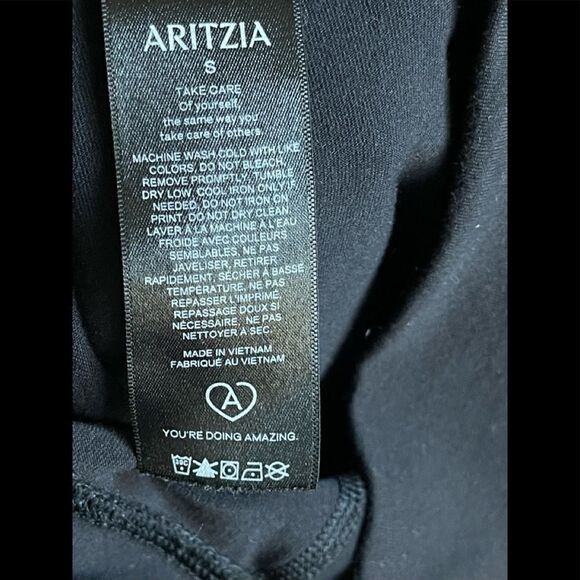 ARITZIA
S
TAKE CARE
Of yourself,
the same way you
take care of others.
MACHINE WASH COLD WITH LIKE
COLORS, DO NOT BLEACH,
REMOVE PROMPTLY, TUMBLE
DRY LOW, COOL IRON ONLY IF
NEEDED, DO NOT IRON ON
PRINT, DO NOT DRY CLEAN
LAVER À LA MACHINE À L'EAU
FROIDE AVEC COULEURS
SEMBLABLES, NE PAS
JAVELISER, RETIRER
RAPIDEMENT, SÉCHER À BASSE
TEMPÉRATURE, NE PAS
REPASSER L'IMPRIMÉ,
REPASSAGE DOUX SI
NÉCESSAIRE, NE PAS
NETTOYER À SEC.
MADE IN VIETNAM
FABRIQUÉ AU VIETNAM
A
YOU'RE DOING AMAZING.
30C